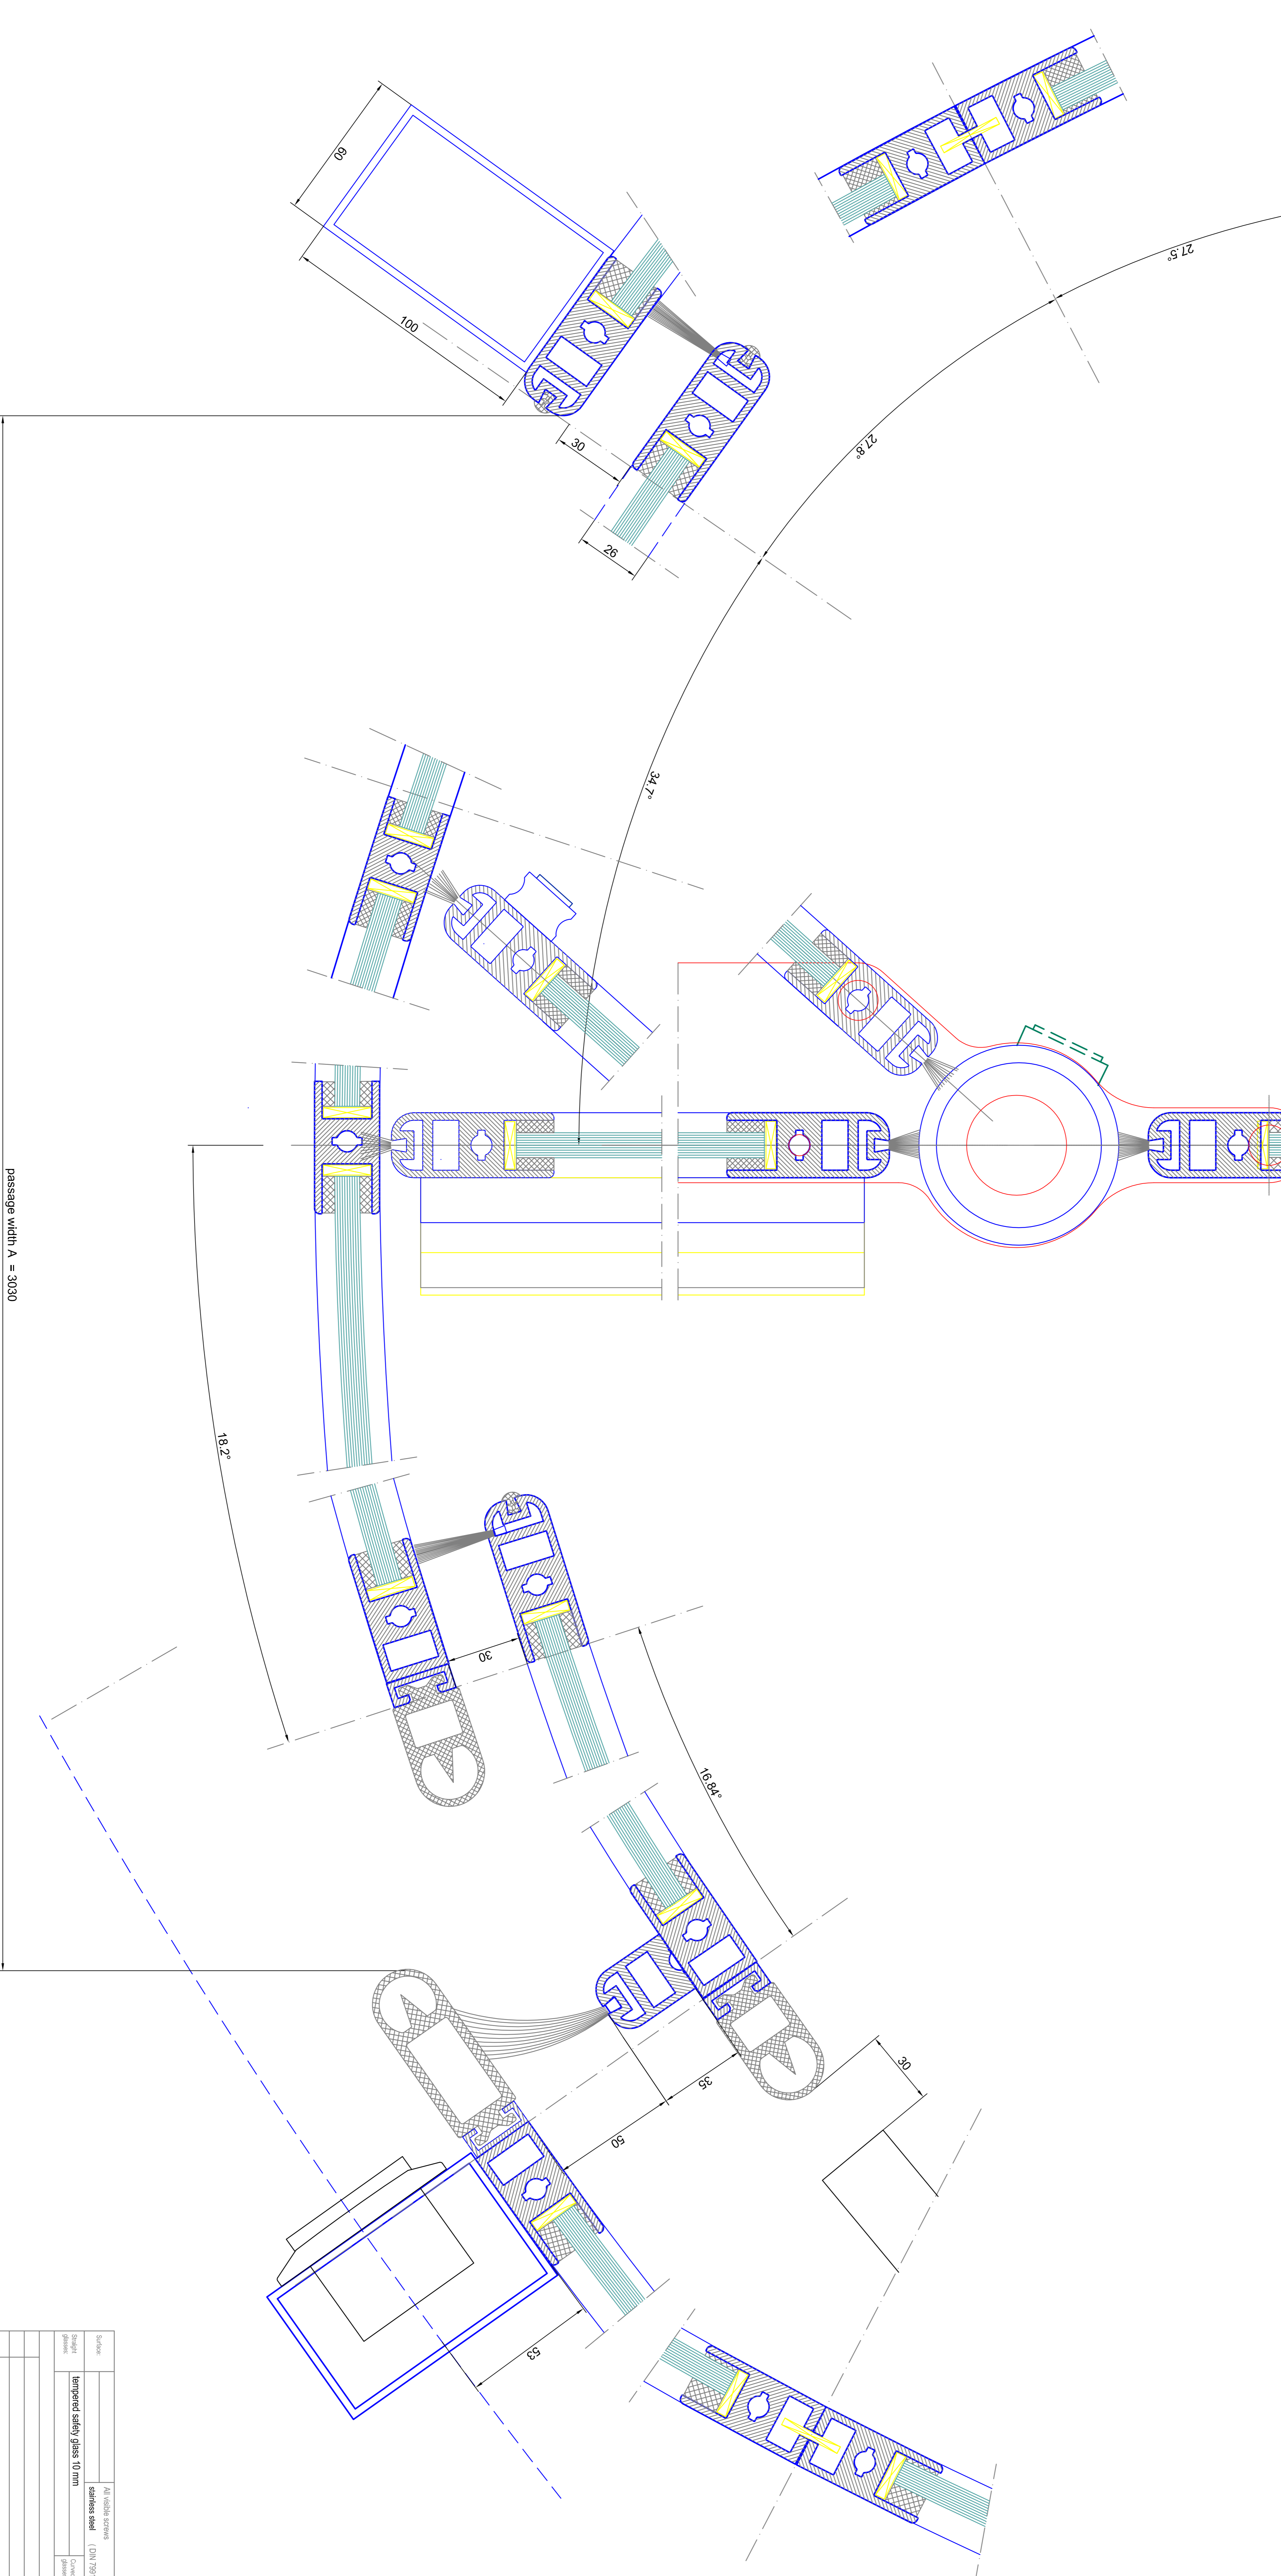 60
100
30
26
27.5°
27.8°
34.7°
passage width A = 3030
18.2°
30
16.84°
30
35
50
53
Surface:
All visible screws
stainless steel ( DIN 7991
Straight
glasses:
tempered safety glass 10 mm
Curved
glasses